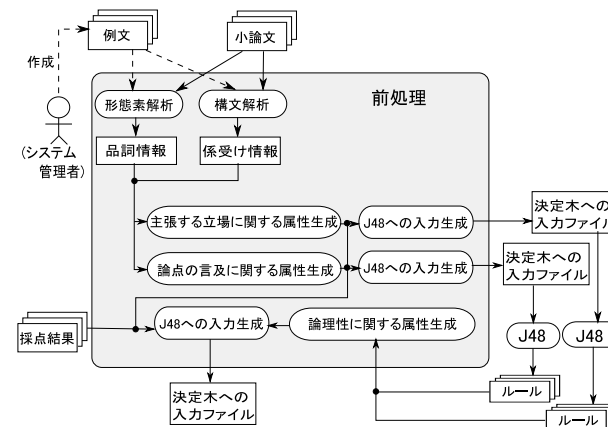 例文
小論文
作成
前処理
形態素解析
構文解析
(システム
管理者)
品詞情報
係受け情報
主張する立場に関する属性生成
J48への入力生成
決定木への
入力ファイル
論点の言及に関する属性生成
J48への入力生成
決定木への
入力ファイル
採点結果
J48への入力生成
論理性に関する属性生成
J48
J48
決定木への
入力ファイル
ルール
ルール